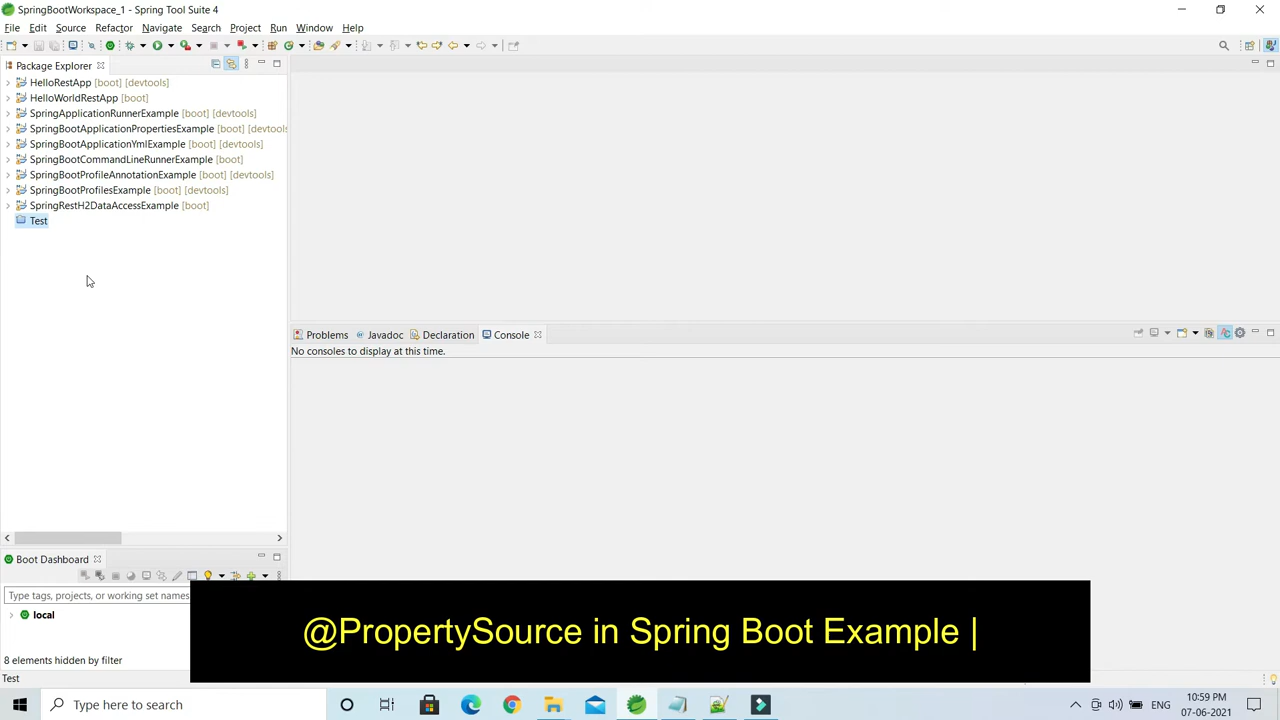 SpringBootWorkspace_1 - Spring Tool Suite 4
File Edit Source Refactor Navigate Search Project Run Window Help
Package Explorer
HelloRestApp [boot] [devtools]
HelloWorldRestApp [boot]
SpringApplicationRunnerExample [boot] [devtools]
SpringBootApplicationPropertiesExample [boot] [devtools
SpringBootApplicationYmlExample [boot] [devtools]
SpringBootCommandLineRunnerExample [boot]
SpringBootProfileAnnotationExample [boot] [devtools]
SpringBootProfilesExample [boot] [devtools]
SpringRestH2DataAccessExample [boot]
Test
Problems Javadoc Declaration Console
No consoles to display at this time.
Boot Dashboard
Type tags, projects, or working set names
local
8 elements hidden by filter
Test
@PropertySource in Spring Boot Example |
Type here to search
ENG
10:59 PM
07-06-2021